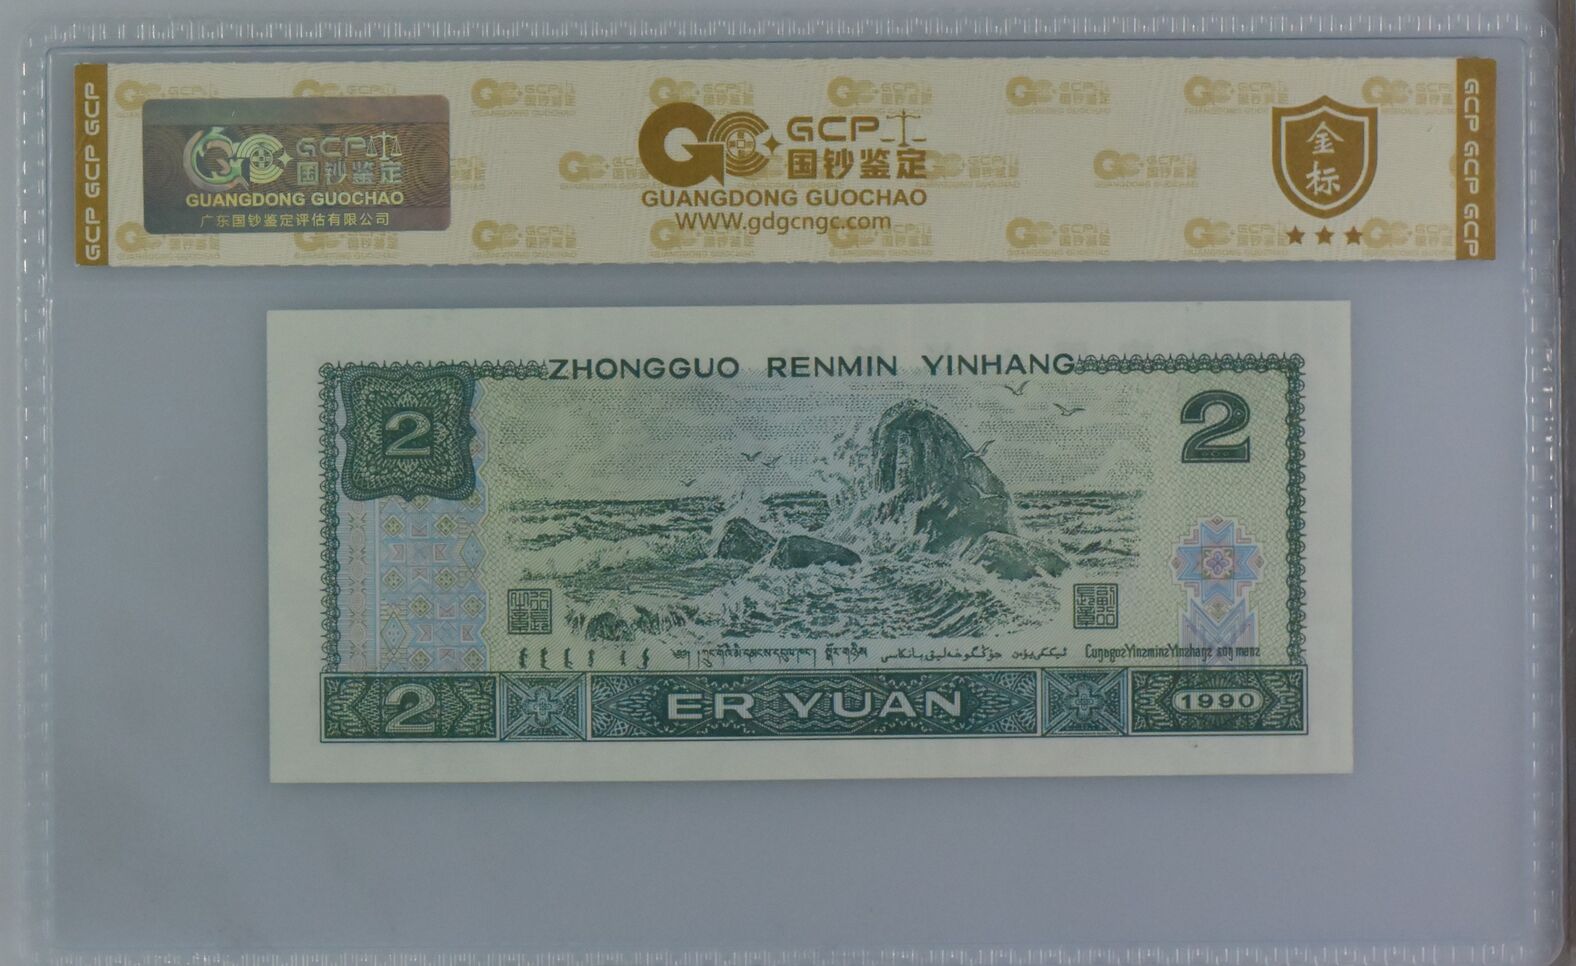 GCP GCP GCP
GCP
国钞鉴定
GUANGDONG GUOCHAO
广东国钞鉴定评估有限公司
GCP
国钞鉴定
GUANGDONG GUOCHAO
WWW.gdgcngc.com
金标
GCP GCP GCP
ZHONGGUO RENMIN YINHANG
2
2
2
ER YUAN
1990